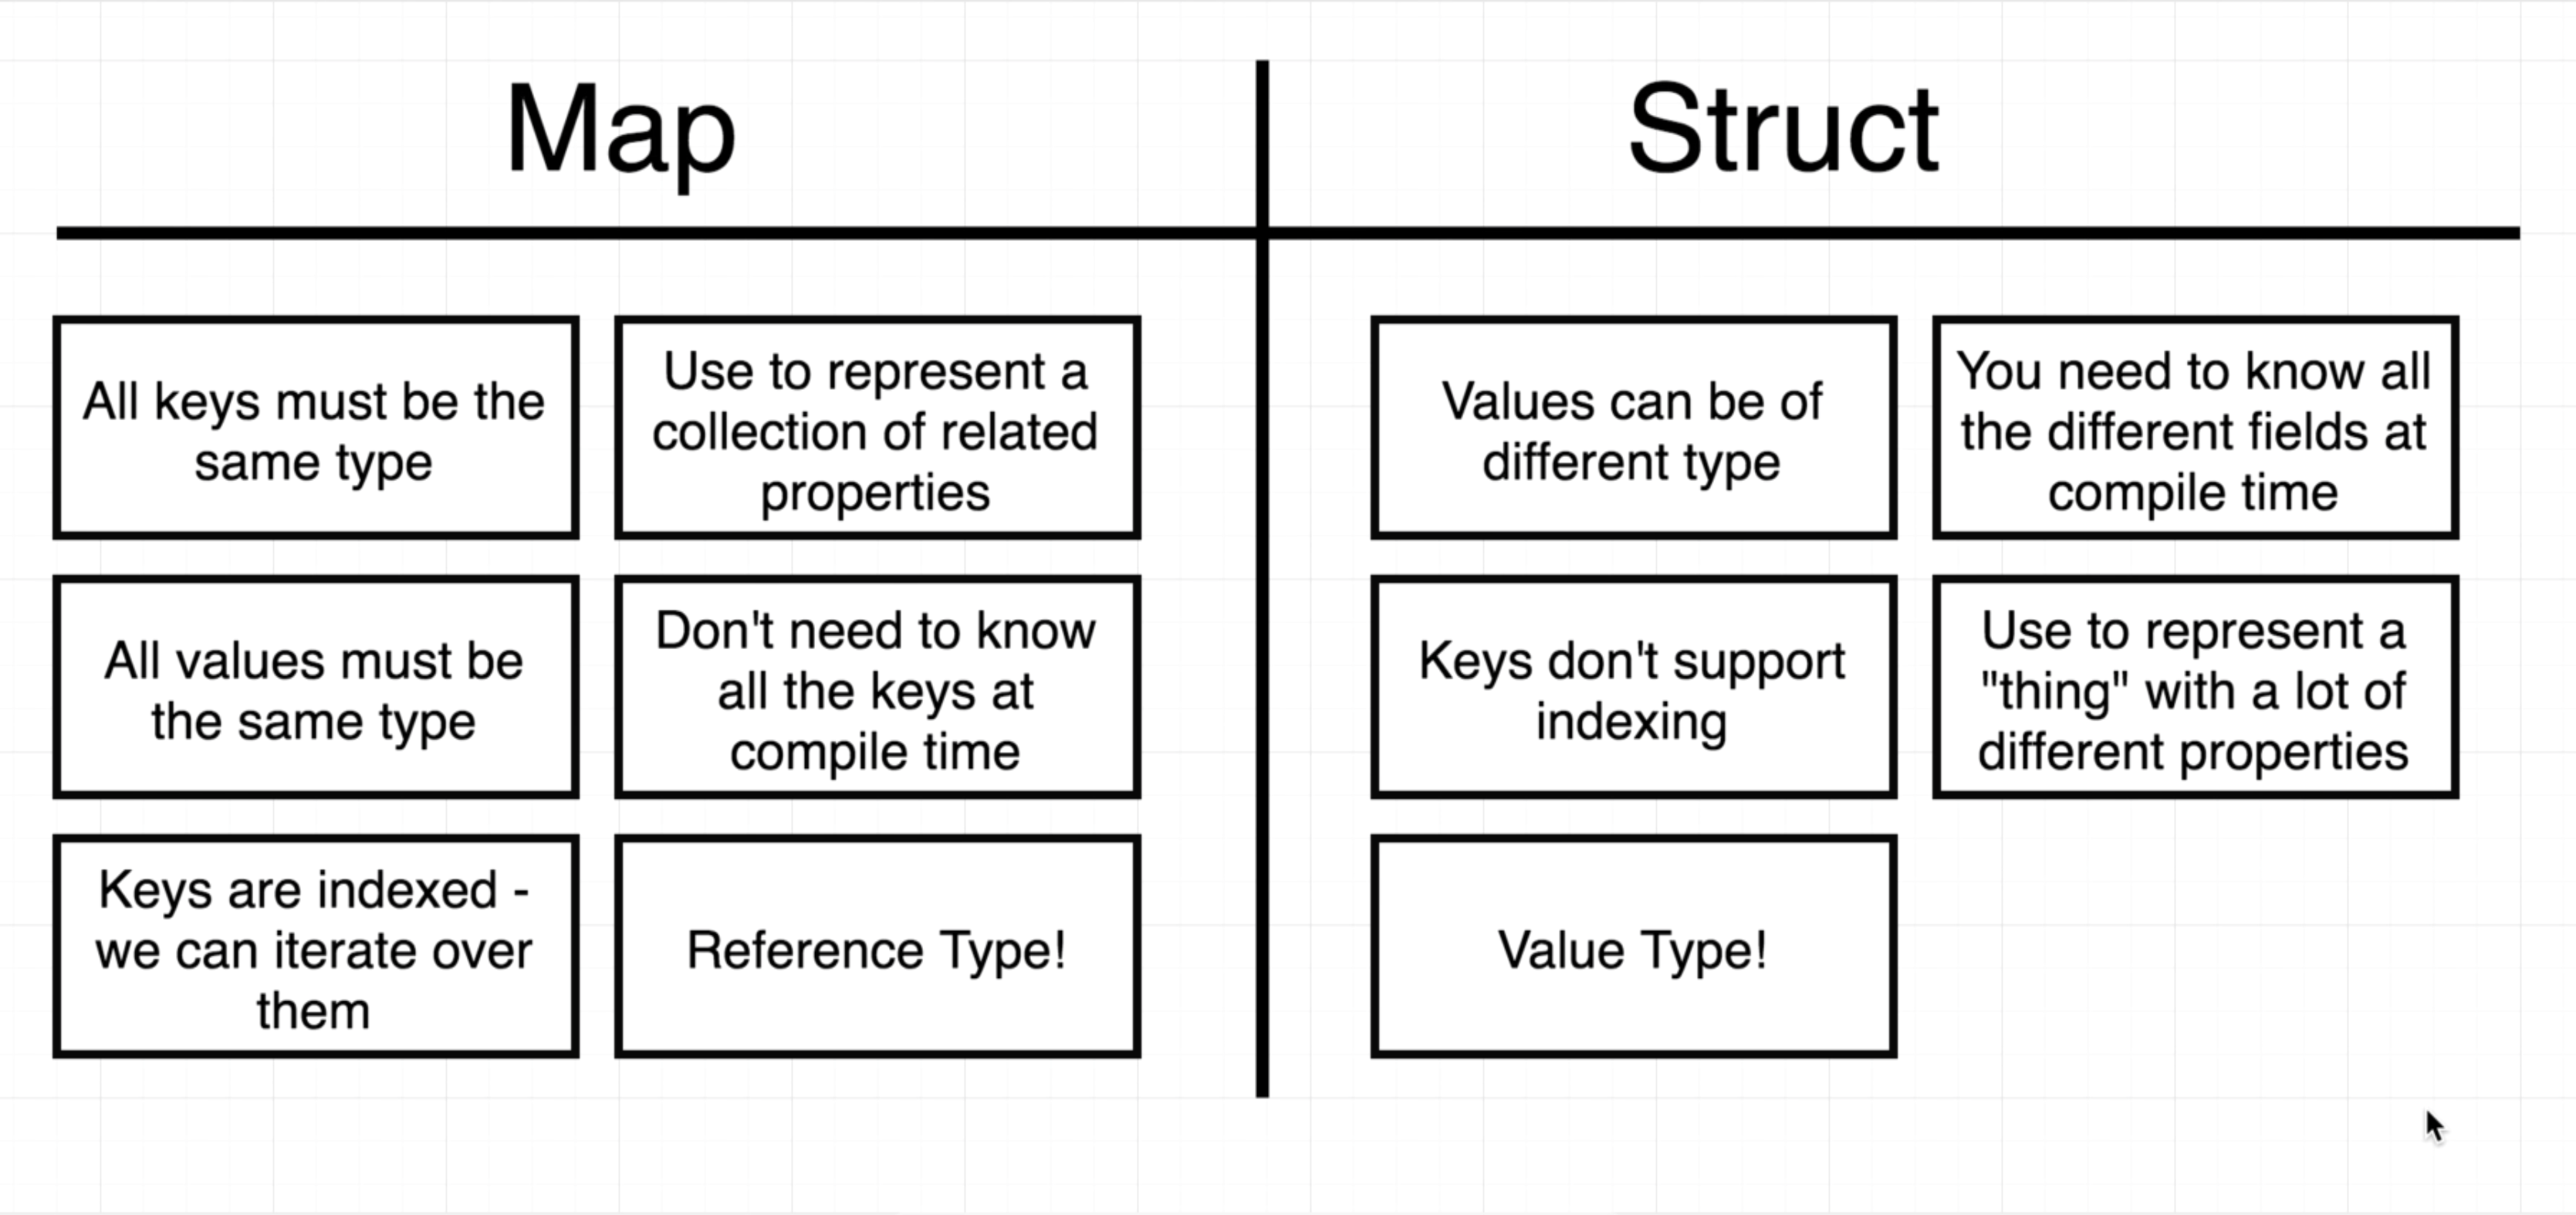 Map
Struct
All keys must be the
same type
Use to represent a
collection of related
properties
Values can be of
different type
You need to know all
the different fields at
compile time
All values must be
the same type
Don't need to know
all the keys at
compile time
Keys don't support
indexing
Use to represent a
"thing" with a lot of
different properties
Keys are indexed -
we can iterate over
them
Reference Type!
Value Type!